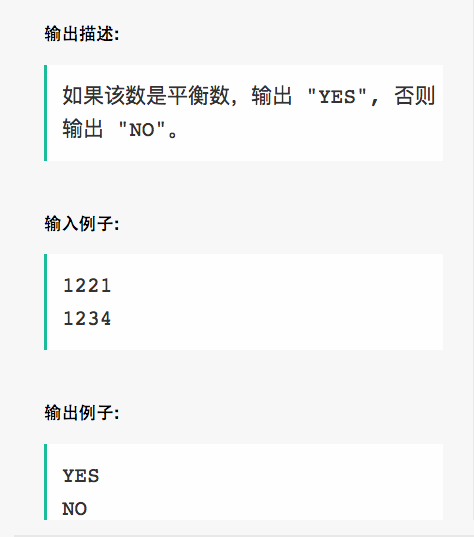 输出描述:
如果该数是平衡数，输出 "YES", 否则
输出 "NO"。
输入例子:
1221
1234
输出例子:
YES
NO